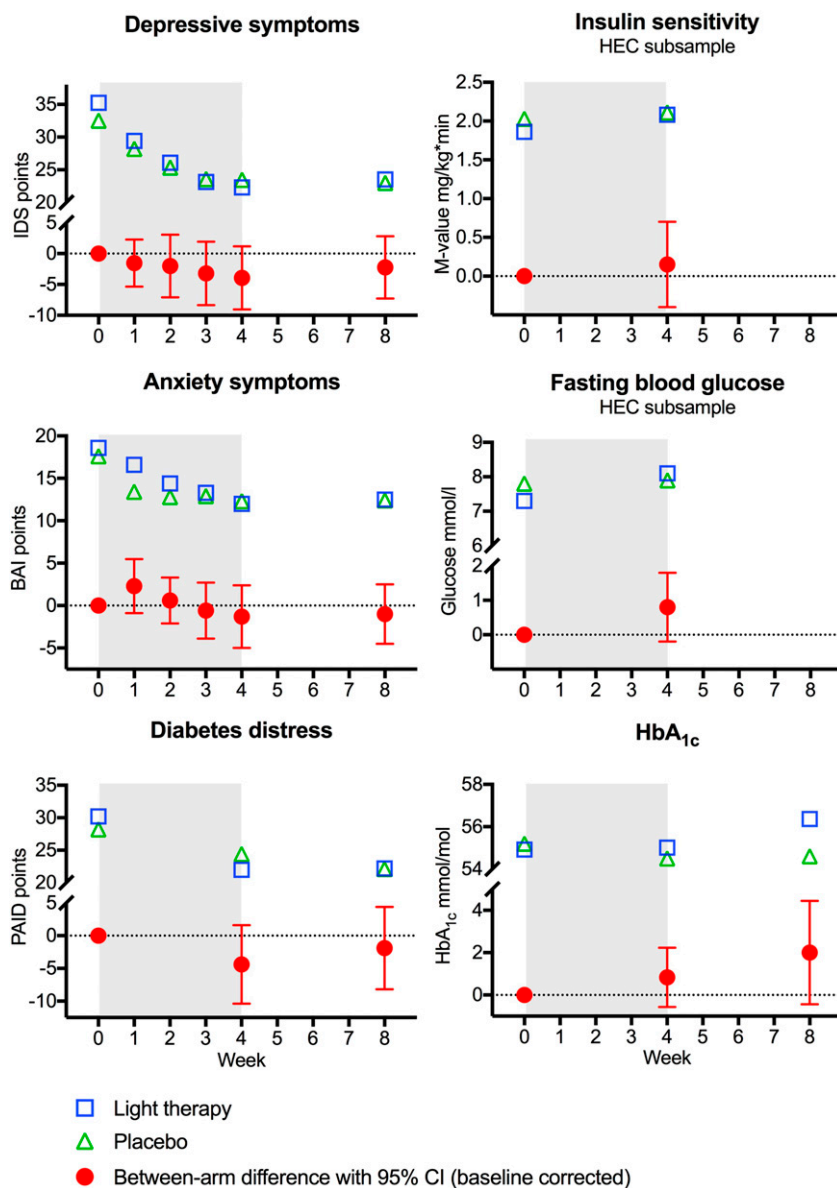 Depressive symptoms
IDS points
35
30
25
20
5
0
-5
-10
0 1 2 3 4 5 6 7 8
Insulin sensitivity
HEC subsample
M-value mg/kg*min
2.5
2.0
1.5
1.0
0.5
0.0
0 1 2 3 4 5 6 7 8
Anxiety symptoms
BAI points
20
15
10
5
0
-5
0 1 2 3 4 5 6 7 8
Fasting blood glucose
HEC subsample
Glucose mmol/l
9
8
7
6
2
1
0
0 1 2 3 4 5 6 7 8
Diabetes distress
PAID points
35
30
25
20
5
0
-5
-10
0 1 2 3 4 5 6 7 8
Week
HbA1c
HbA1c mmol/mol
58
56
54
4
2
0
0 1 2 3 4 5 6 7 8
Week
Light therapy
Placebo
Between-arm difference with 95% CI (baseline corrected)